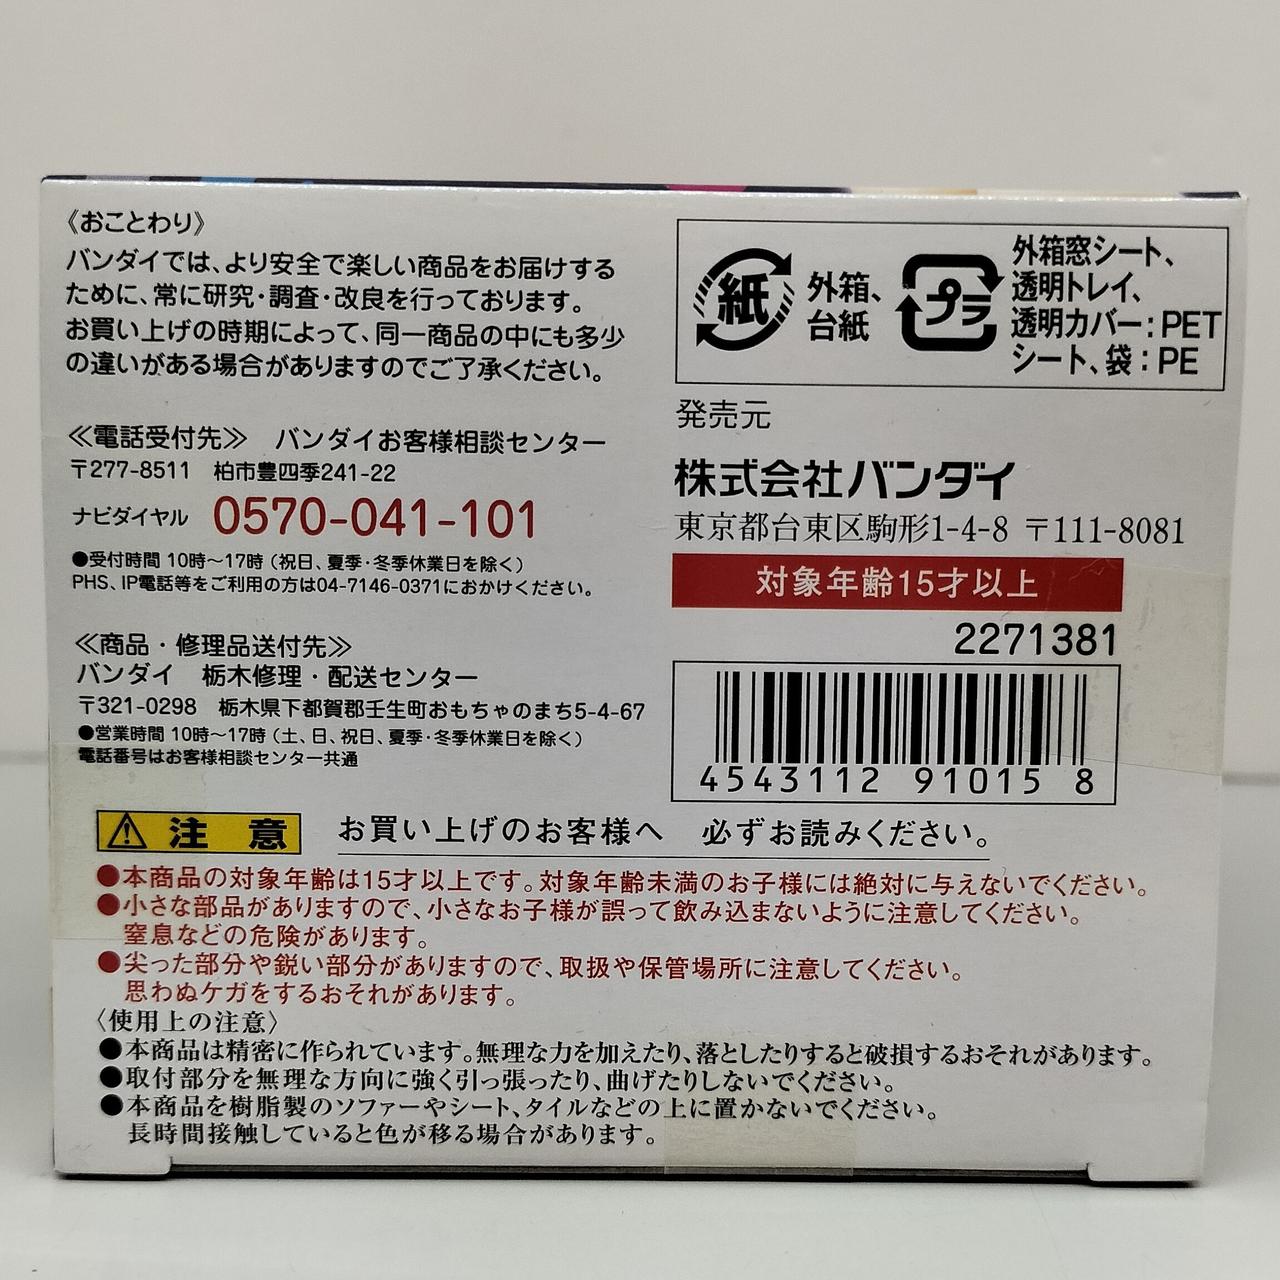 《おことわり》
バンダイでは、より安全で楽しい商品をお届けする
ために、常に研究・調査・改良を行っております。
お買い上げの時期によって、同一商品の中にも多少
の違いがある場合がありますのでご了承ください。
≪電話受付先≫ バンダイお客様相談センター
〒277-8511 柏市豊四季241-22
ナビダイヤル 0570-041-101
●受付時間 10時～17時（祝日、夏季・冬季休業日を除く）
PHS、IP電話等をご利用の方は04-7146-0371におかけください。
≪商品・修理品送付先≫
バンダイ 栃木修理・配送センター
〒321-0298 栃木県下都賀郡壬生町おもちゃのまち5-4-67
●営業時間 10時～17時（土、日、祝日、夏季・冬季休業日を除く）
電話番号はお客様相談センター共通
紙
外箱、
台紙
プラ
外箱窓シート、
透明トレイ、
透明カバー：PET
シート、袋：PE
発売元
株式会社バンダイ
東京都台東区駒形1-4-8 〒111-8081
対象年齢15才以上
2271381
4543112 91015 8
注 意 お買い上げのお客様へ 必ずお読みください。
●本商品の対象年齢は15才以上です。対象年齢未満のお子様には絶対に与えないでください。
●小さな部品がありますので、小さなお子様が誤って飲み込まないように注意してください。
窒息などの危険があります。
●尖った部分や鋭い部分がありますので、取扱や保管場所に注意してください。
思わぬケガをするおそれがあります。
〈使用上の注意〉
●本商品は精密に作られています。無理な力を加えたり、落としたりすると破損するおそれがあります。
●取付部分を無理な方向に強く引っ張ったり、曲げたりしないでください。
●本商品を樹脂製のソファーやシート、タイルなどの上に置かないでください。
長時間接触していると色が移る場合があります。